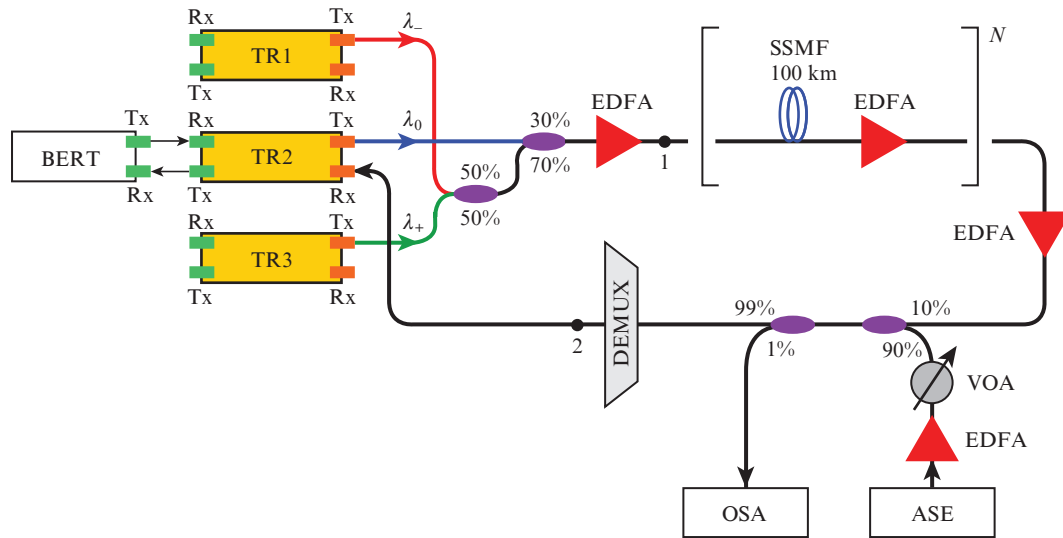 Rx
Tx
λ−
TR1
Tx
Rx
SSMF
100 km
N
EDFA
EDFA
Tx
Rx
Tx
λ0
30%
BERT
TR2
1
70%
Rx
Tx
Rx
50%
50%
Rx
Tx
λ+
TR3
EDFA
Tx
Rx
DEMUX
99%
10%
2
1%
90%
VOA
EDFA
OSA
ASE